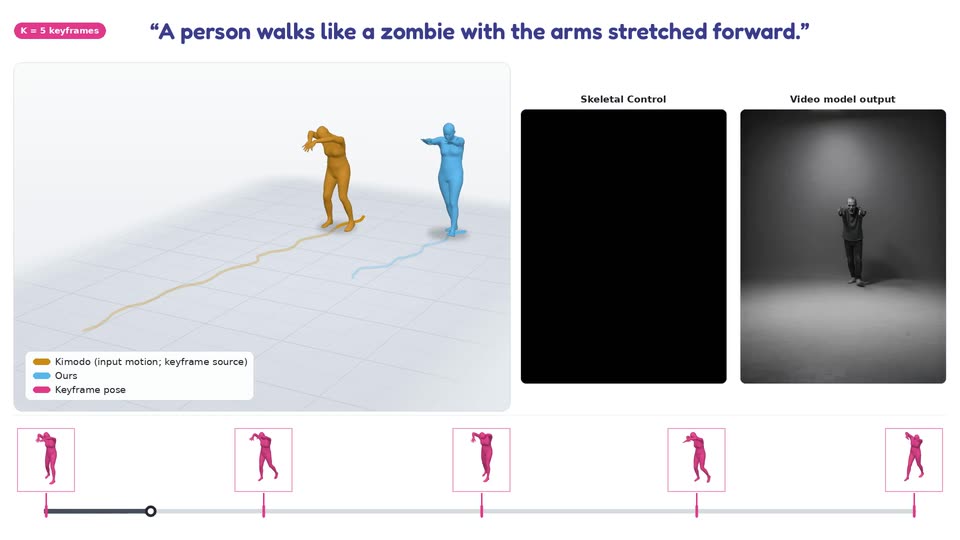 K = 5 keyframes
“A person walks like a zombie with the arms stretched forward.”
Skeletal Control
Video model output
Kimodo (input motion; keyframe source)
Ours
Keyframe pose